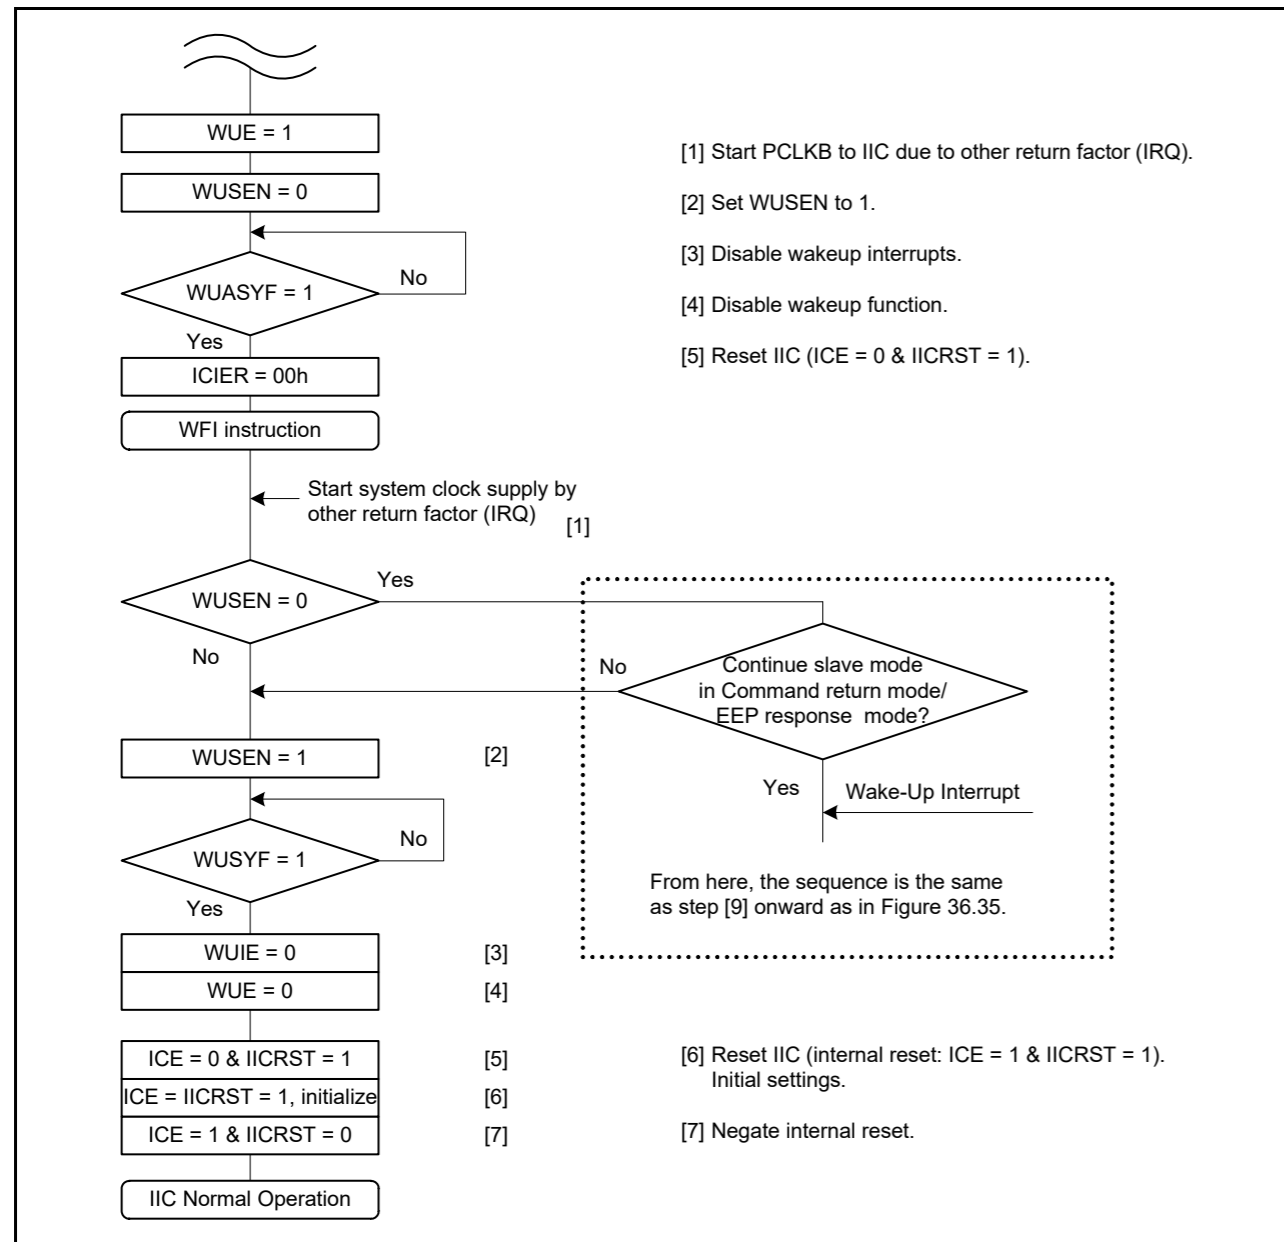 WUE = 1
WUSEN = 0
WUASYF = 1
No
Yes
ICIER = 00h
WFI instruction
Start system clock supply by
other return factor (IRQ)
[1]
WUSEN = 0
Yes
No
Continue slave mode
in Command return mode/
EEP response mode?
No
Yes
Wake-Up Interrupt
From here, the sequence is the same
as step [9] onward as in Figure 36.35.
WUSEN = 1
[2]
WUSYF = 1
No
Yes
WUIE = 0
[3]
WUE = 0
[4]
ICE = 0 & IICRST = 1
[5]
ICE = IICRST = 1, initialize
[6]
ICE = 1 & IICRST = 0
[7]
IIC Normal Operation
[1] Start PCLKB to IIC due to other return factor (IRQ).
[2] Set WUSEN to 1.
[3] Disable wakeup interrupts.
[4] Disable wakeup function.
[5] Reset IIC (ICE = 0 & IICRST = 1).
[6] Reset IIC (internal reset: ICE = 1 & IICRST = 1).
Initial settings.
[7] Negate internal reset.